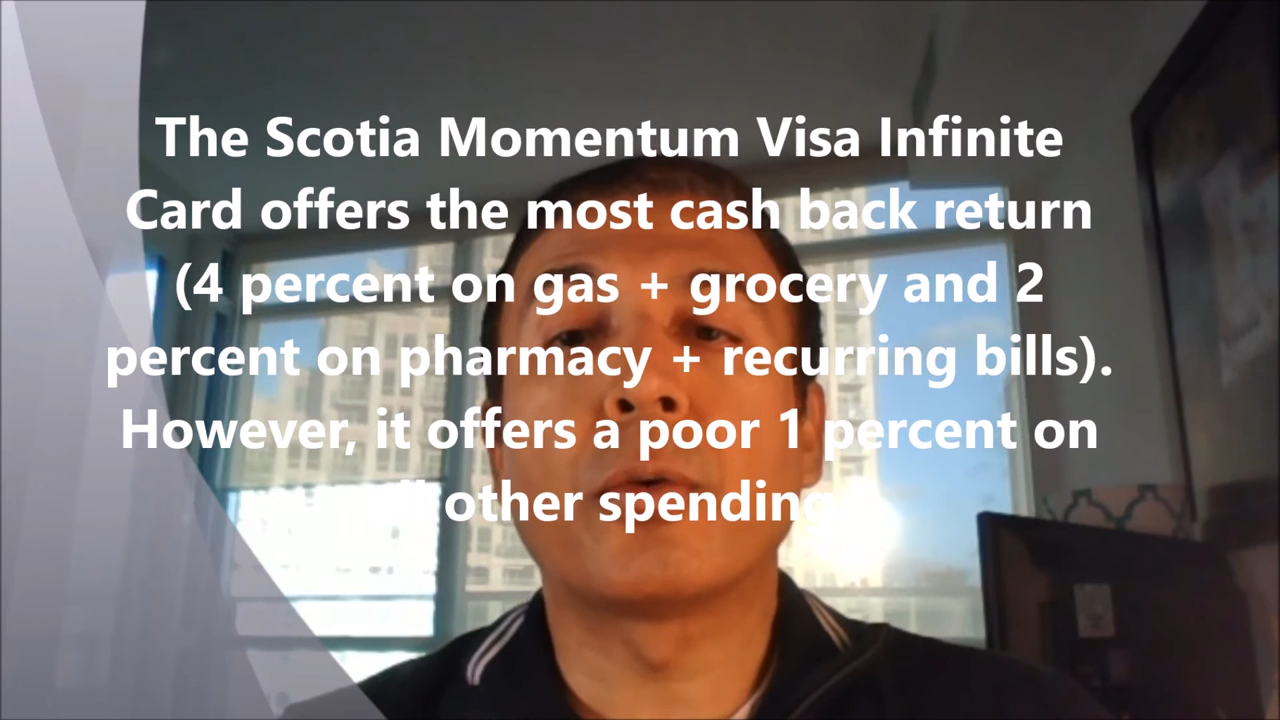 The Scotia Momentum Visa Infinite
Card offers the most cash back return
(4 percent on gas + grocery and 2
percent on pharmacy + recurring bills).
However, it offers a poor 1 percent on
other spending